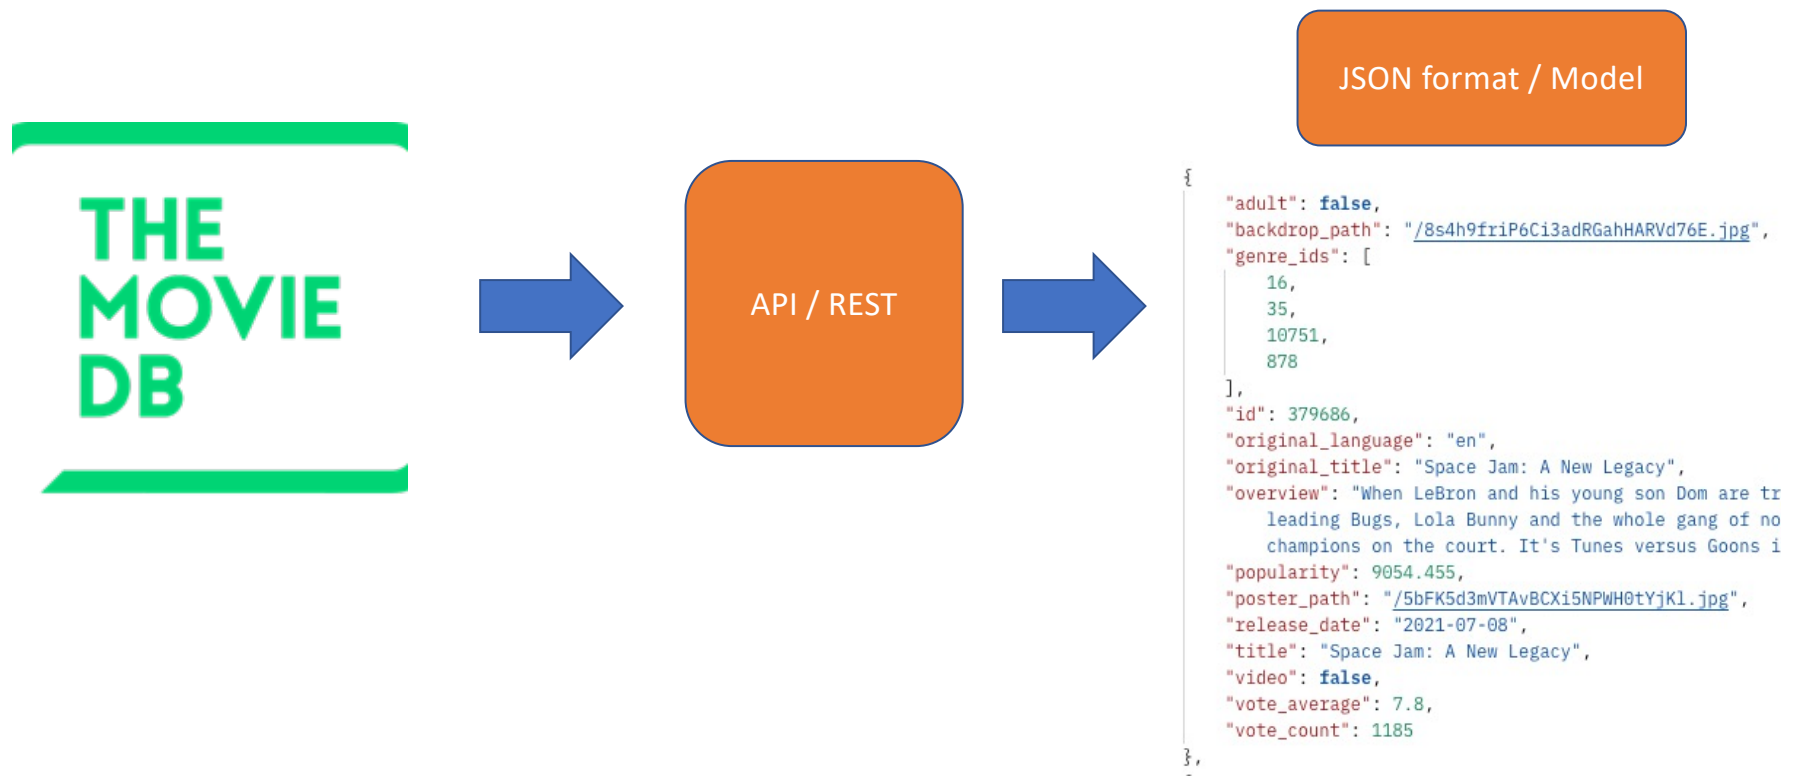 THE
MOVIE
DB
API / REST
JSON format / Model
{
"adult": false,
"backdrop_path": "/8s4h9friP6Ci3adRGahHARVd76E.jpg",
"genre_ids": [
16,
35,
10751,
878
],
"id": 379686,
"original_language": "en",
"original_title": "Space Jam: A New Legacy",
"overview": "When LeBron and his young son Dom are tr
leading Bugs, Lola Bunny and the whole gang of no
champions on the court. It's Tunes versus Goons i
"popularity": 9054.455,
"poster_path": "/5bFK5d3mVTAvBCXi5NPWH0tYjKl.jpg",
"release_date": "2021-07-08",
"title": "Space Jam: A New Legacy",
"video": false,
"vote_average": 7.8,
"vote_count": 1185
},